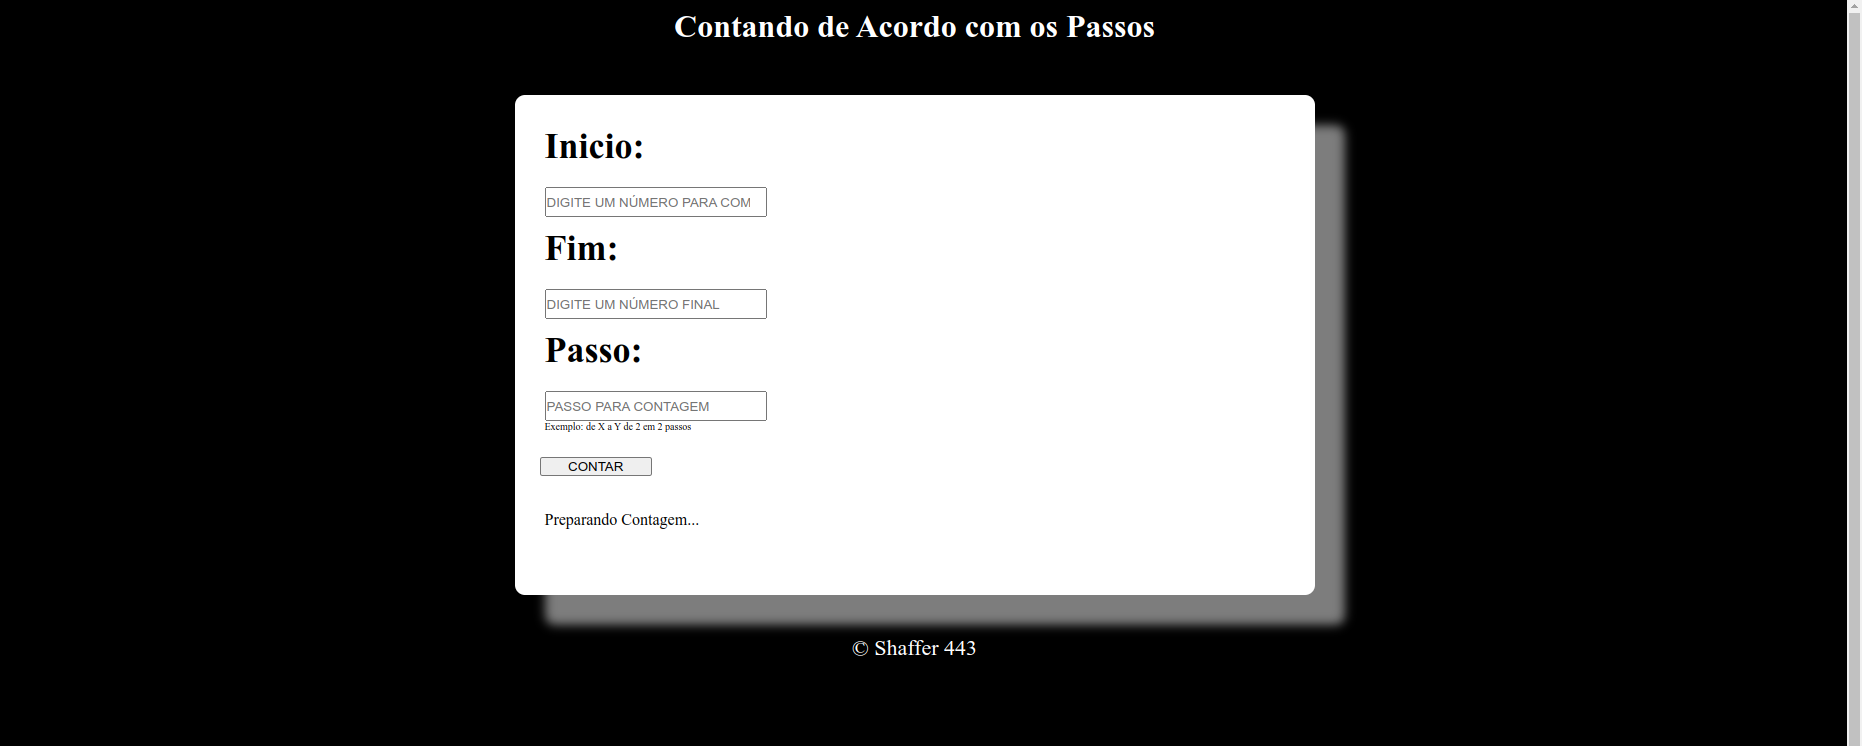 Contando de Acordo com os Passos
Inicio:
DIGITE UM NÚMERO PARA COM
Fim:
DIGITE UM NÚMERO FINAL
Passo:
PASSO PARA CONTAGEM
Exemplo: de X a Y de 2 em 2 passos
CONTAR
Preparando Contagem...
© Shaffer 443